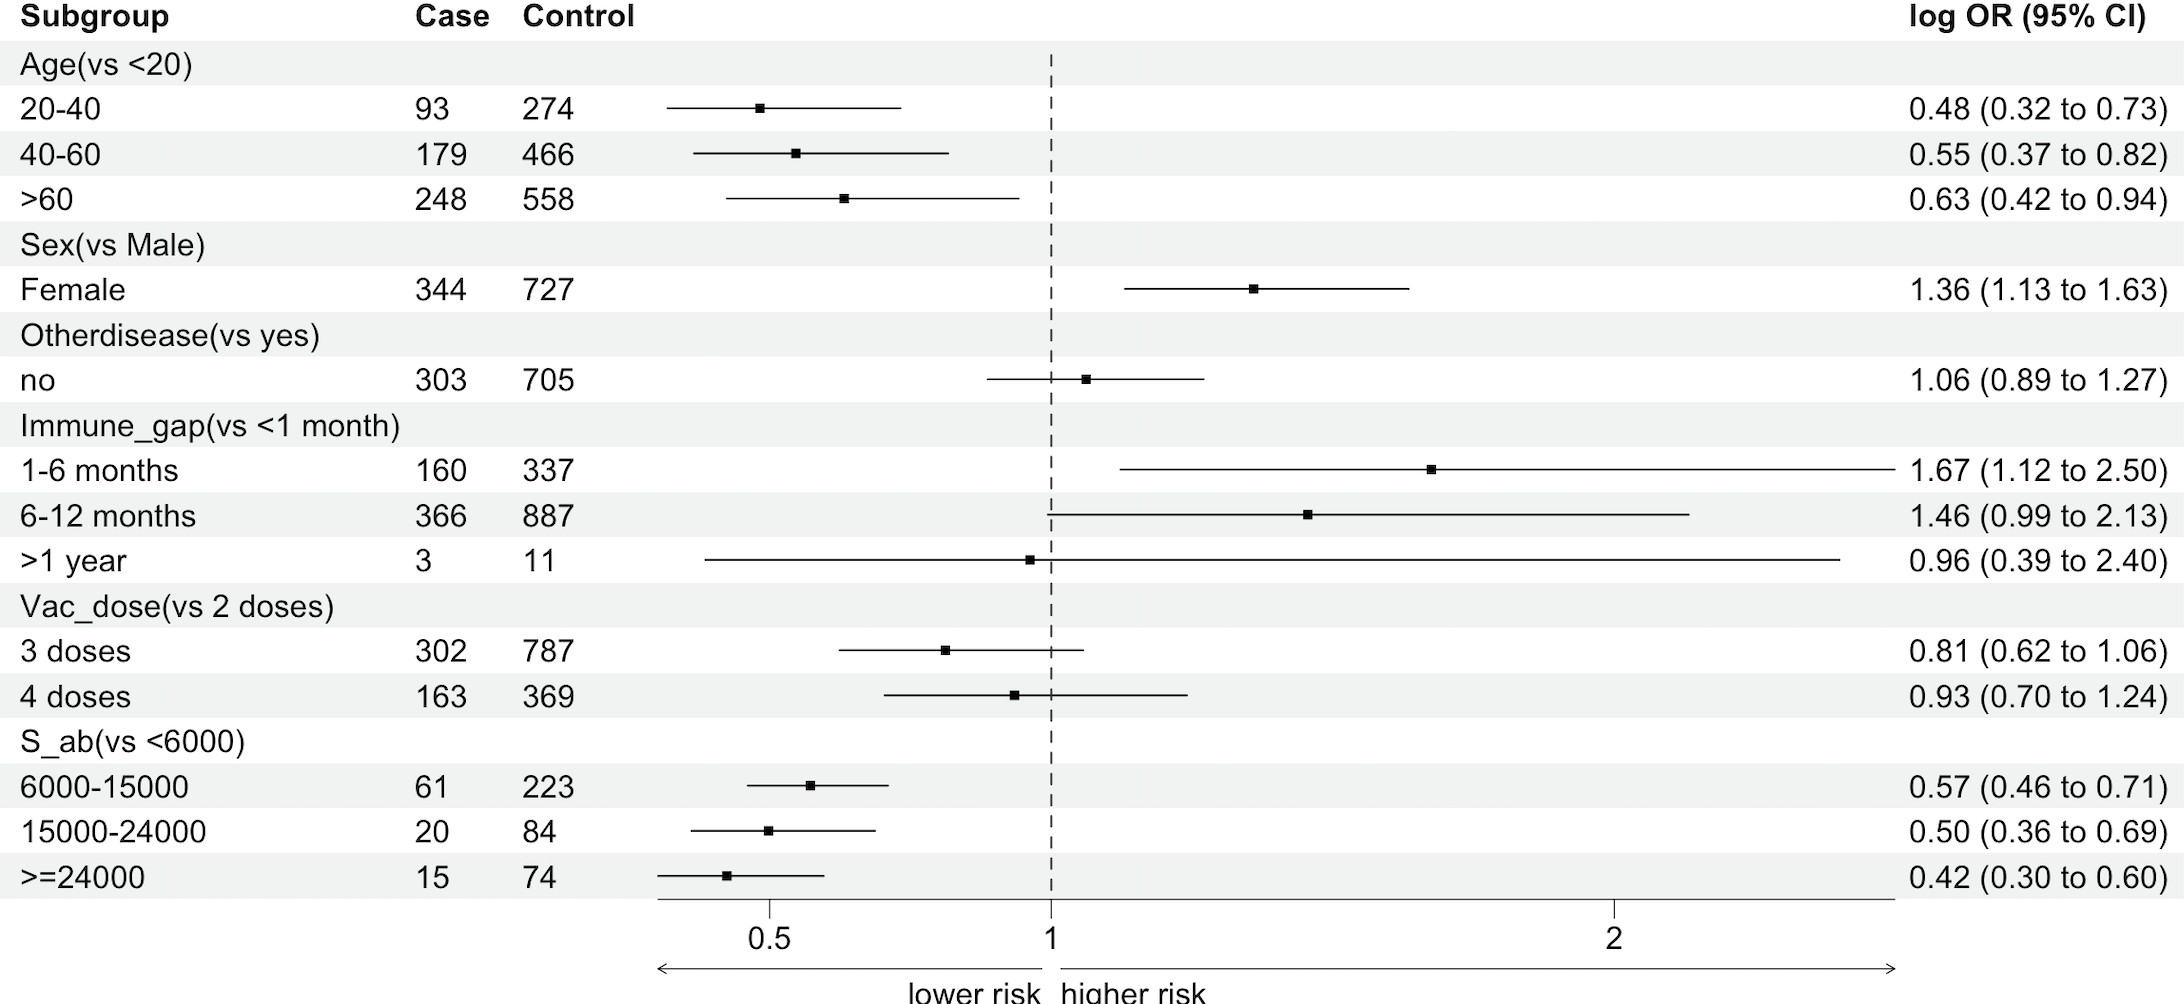 Subgroup Case Control log OR (95% CI)
Age(vs <20)
20-40 93 274 0.48 (0.32 to 0.73)
40-60 179 466 0.55 (0.37 to 0.82)
>60 248 558 0.63 (0.42 to 0.94)
Sex(vs Male)
Female 344 727 1.36 (1.13 to 1.63)
Otherdisease(vs yes)
no 303 705 1.06 (0.89 to 1.27)
Immune_gap(vs <1 month)
1-6 months 160 337 1.67 (1.12 to 2.50)
6-12 months 366 887 1.46 (0.99 to 2.13)
>1 year 3 11 0.96 (0.39 to 2.40)
Vac_dose(vs 2 doses)
3 doses 302 787 0.81 (0.62 to 1.06)
4 doses 163 369 0.93 (0.70 to 1.24)
S_ab(vs <6000)
6000-15000 61 223 0.57 (0.46 to 0.71)
15000-24000 20 84 0.50 (0.36 to 0.69)
>=24000 15 74 0.42 (0.30 to 0.60)
0.5 1 2
lower risk higher risk